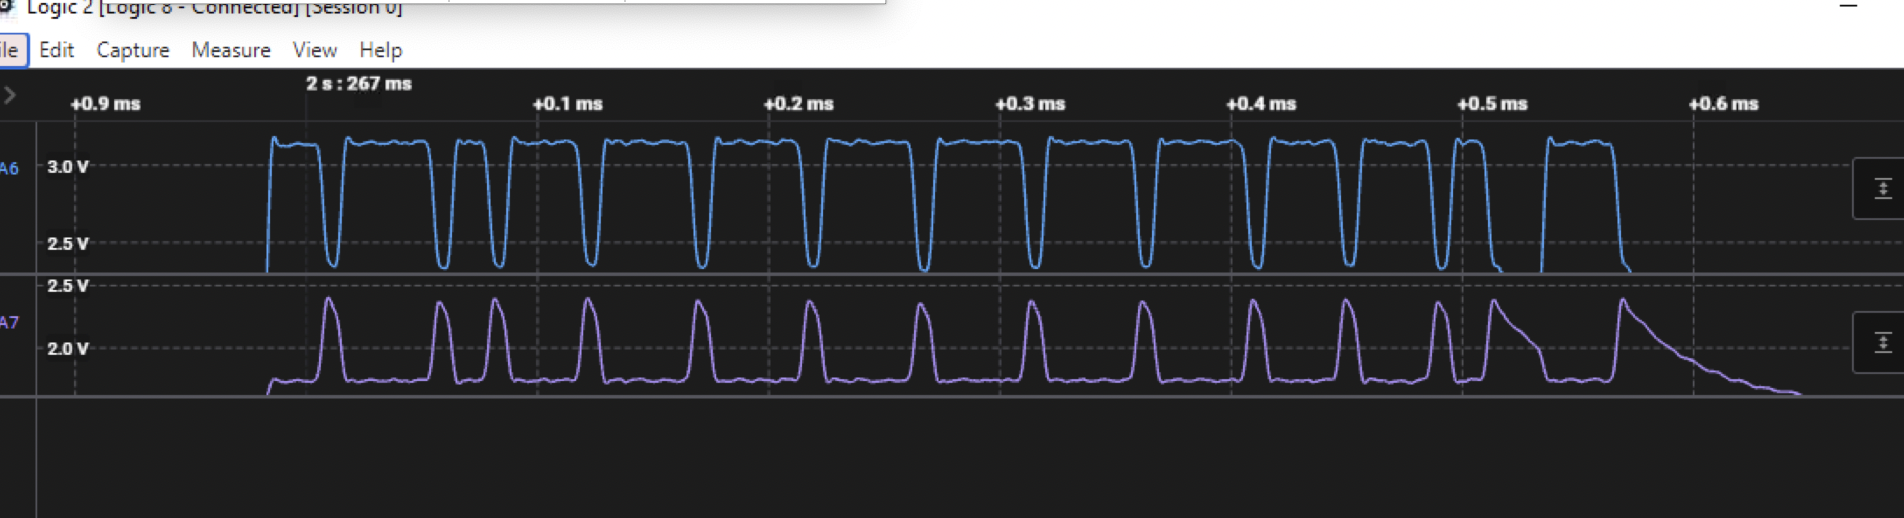 Logic 2 [Logic 8 - Connected] [Session 0]
ile Edit Capture Measure View Help
2 s : 267 ms
+0.9 ms +0.1 ms +0.2 ms +0.3 ms +0.4 ms +0.5 ms +0.6 ms
A6 3.0 V
2.5 V
2.5 V
A7
2.0 V